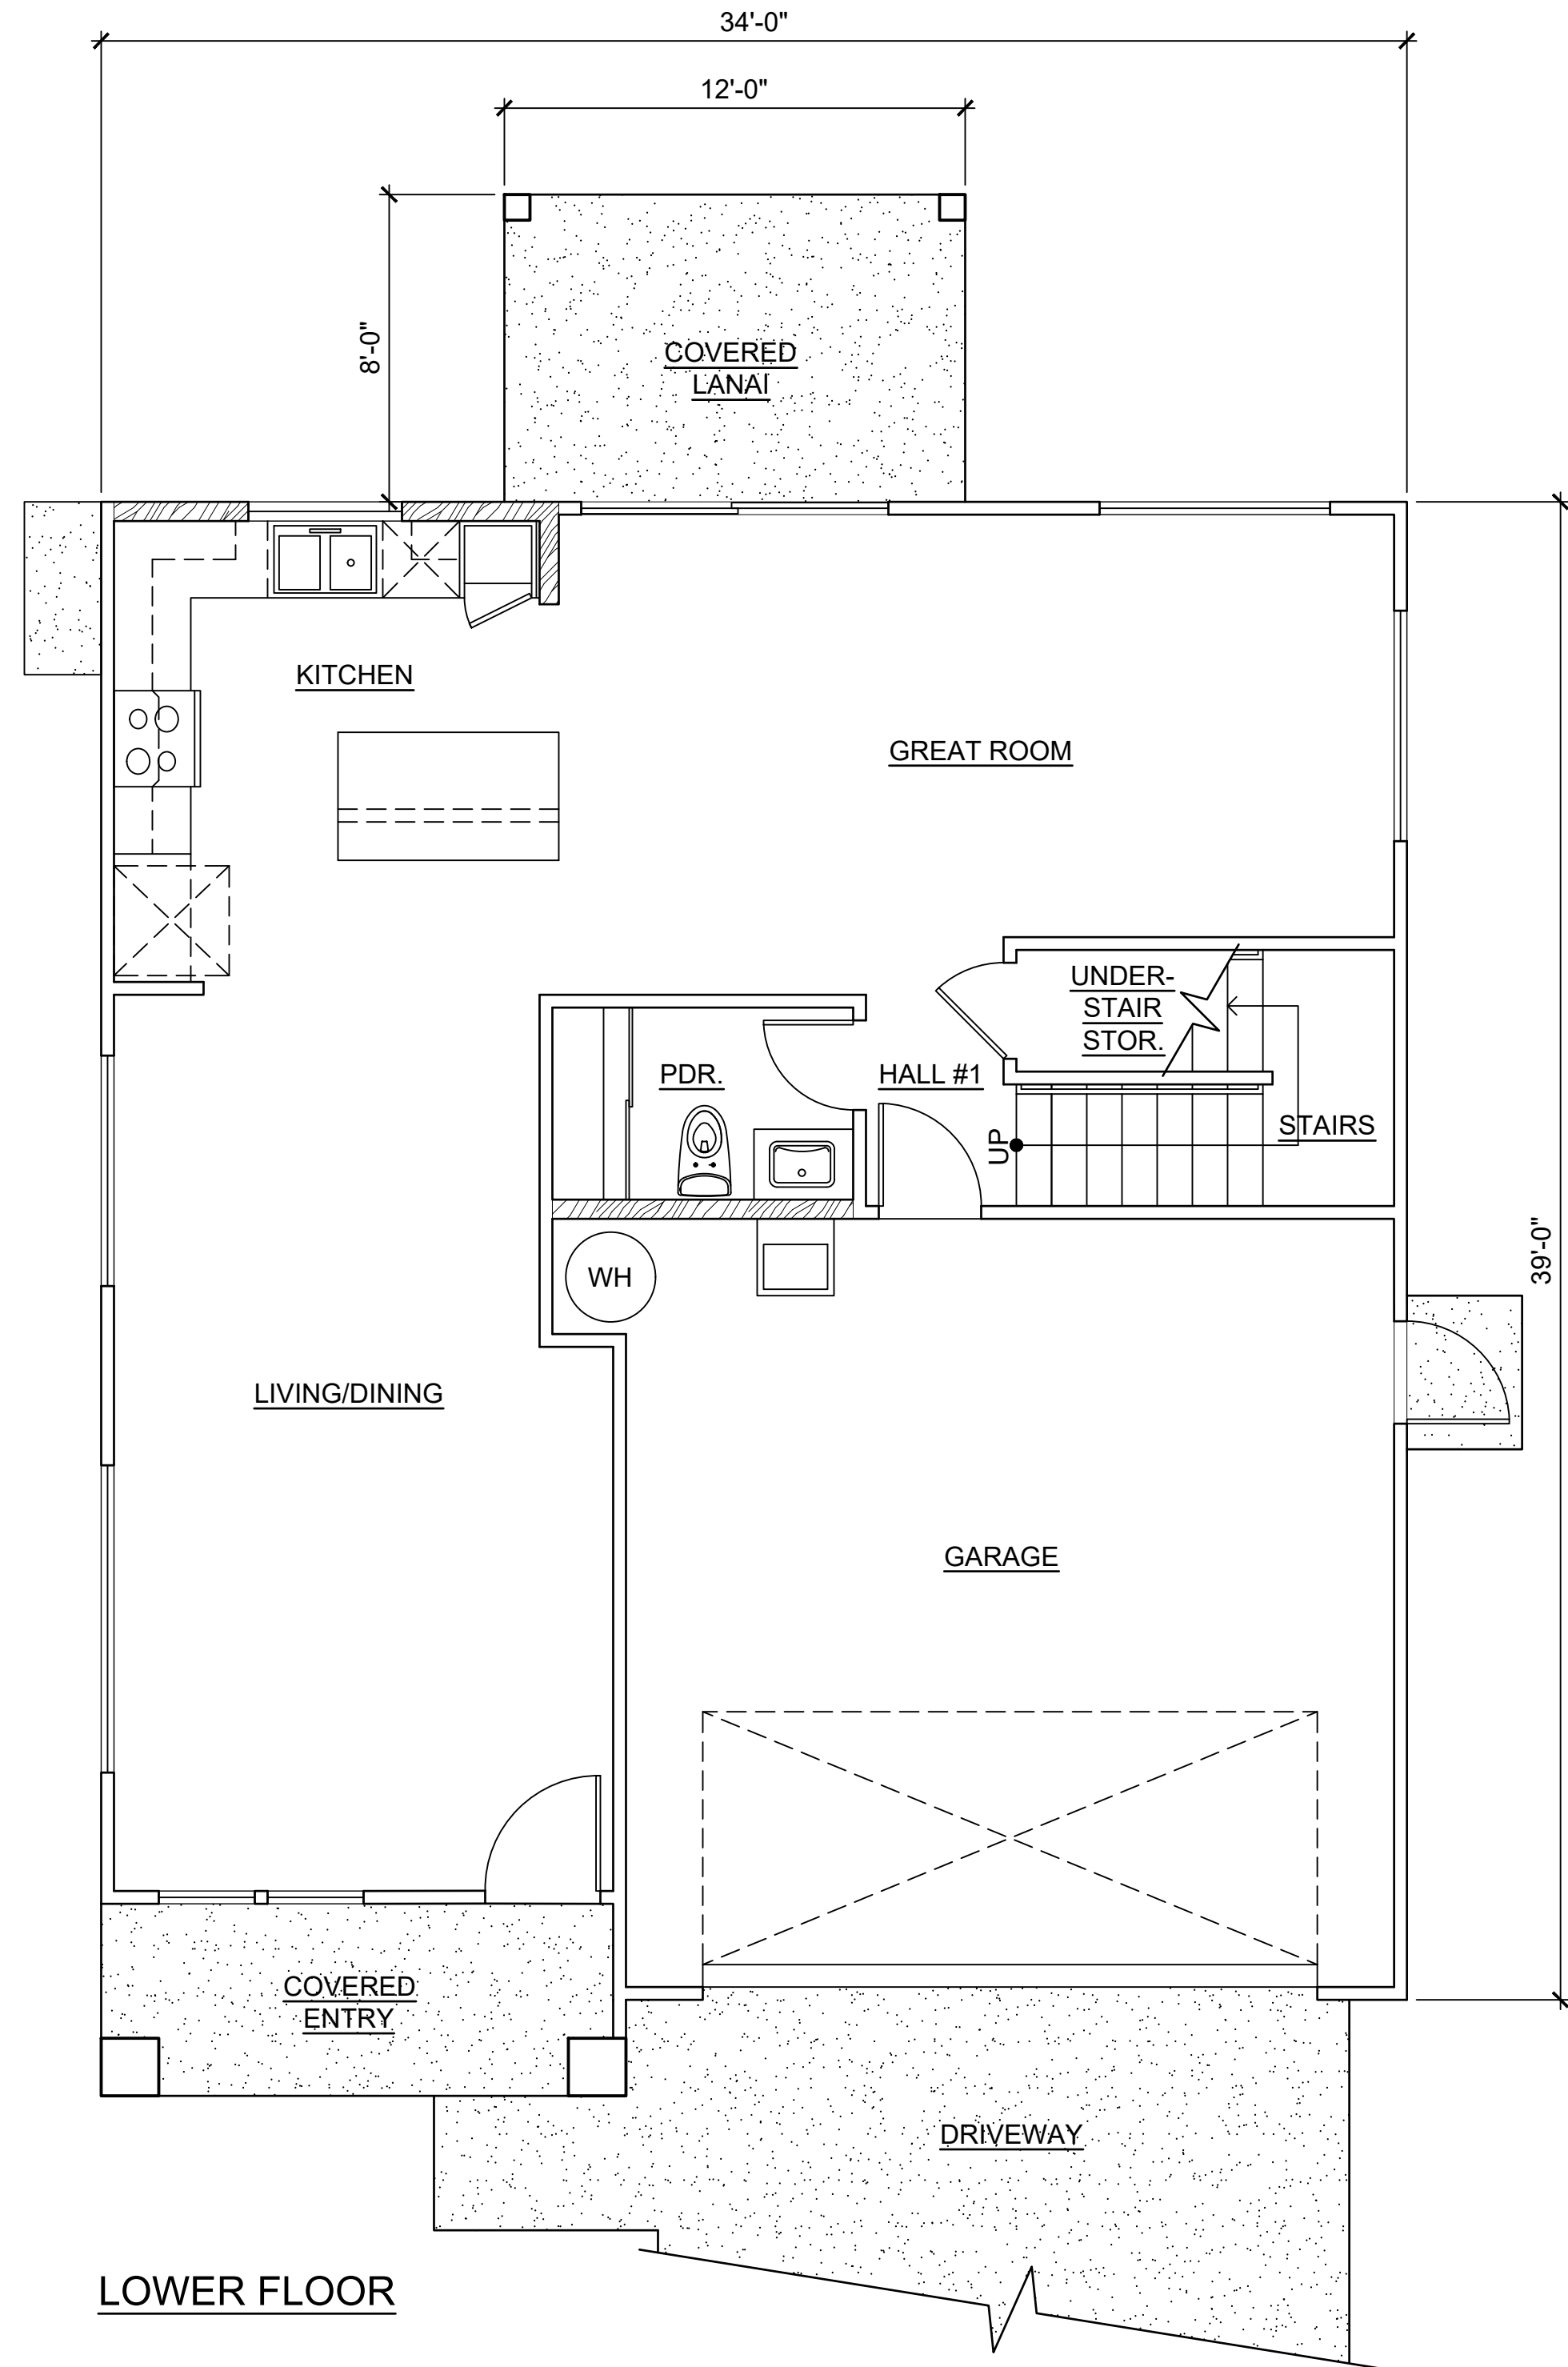 34'-0"
12'-0"
8'-0"
COVERED
LANAI
KITCHEN
GREAT ROOM
UNDER-
STAIR
STOR.
PDR.
HALL #1
STAIRS
UP
WH
39'-0"
LIVING/DINING
GARAGE
COVERED
ENTRY
DRIVEWAY
LOWER FLOOR